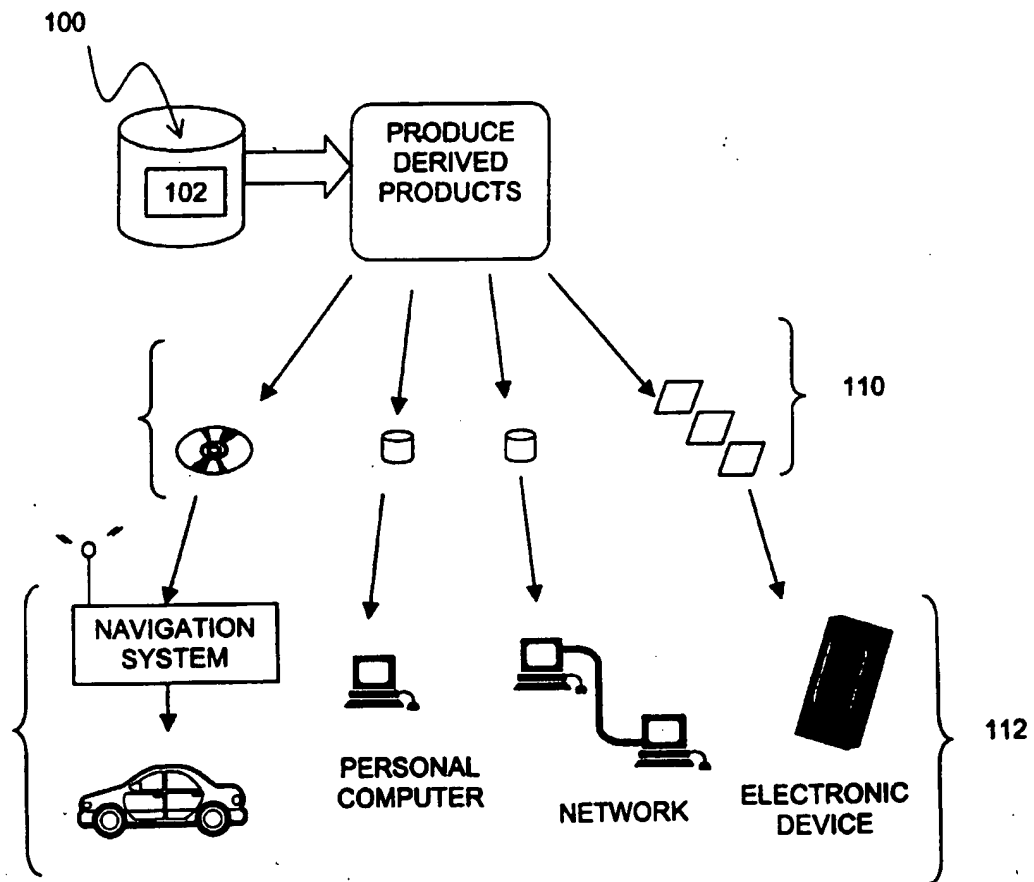 100
102
PRODUCE
DERIVED
PRODUCTS
110
NAVIGATION
SYSTEM
PERSONAL
COMPUTER
NETWORK
ELECTRONIC
DEVICE
112